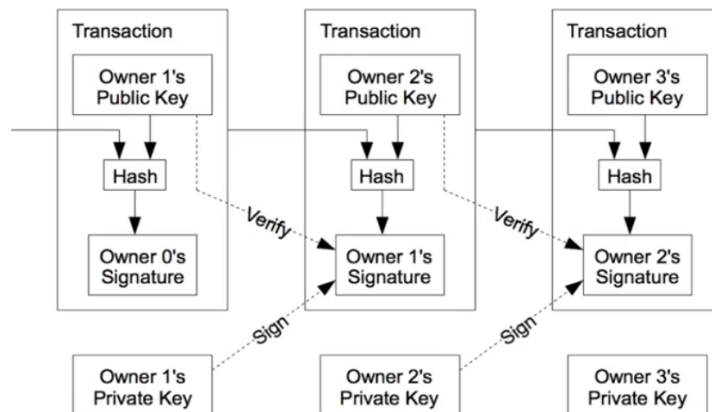 Transaction
Transaction
Transaction
Owner 1's
Public Key
Owner 2's
Public Key
Owner 3's
Public Key
Hash
Hash
Hash
Verify
Verify
Owner 0's
Signature
Owner 1's
Signature
Owner 2's
Signature
Sign
Sign
Owner 1's
Private Key
Owner 2's
Private Key
Owner 3's
Private Key